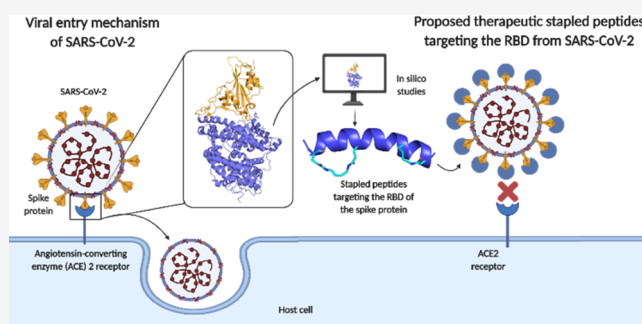 Viral entry mechanism
of SARS-CoV-2
Proposed therapeutic stapled peptides
targeting the RBD from SARS-CoV-2
SARS-CoV-2
In silico
studies
Spike
protein
Stapled peptides
targeting the RBD of
the spike protein
Angiotensin-converting
enzyme (ACE) 2 receptor
ACE2
receptor
Host cell